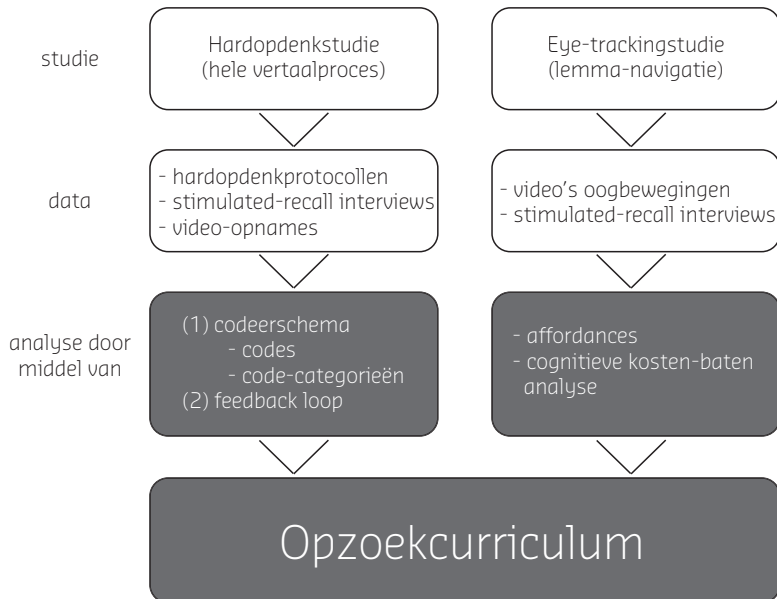 studie
Hardopdenkstudie
(hele vertaalproces)
Eye-trackingstudie
(lemma-navigatie)
data
- hardopdenkprotocollen
- stimulated-recall interviews
- video-opnames
- video's oogbewegingen
- stimulated-recall interviews
analyse door
middel van
(1) codeerschema
- codes
- code-categorieën
(2) feedback loop
- affordances
- cognitieve kosten-baten
analyse
Opzoekcurriculum